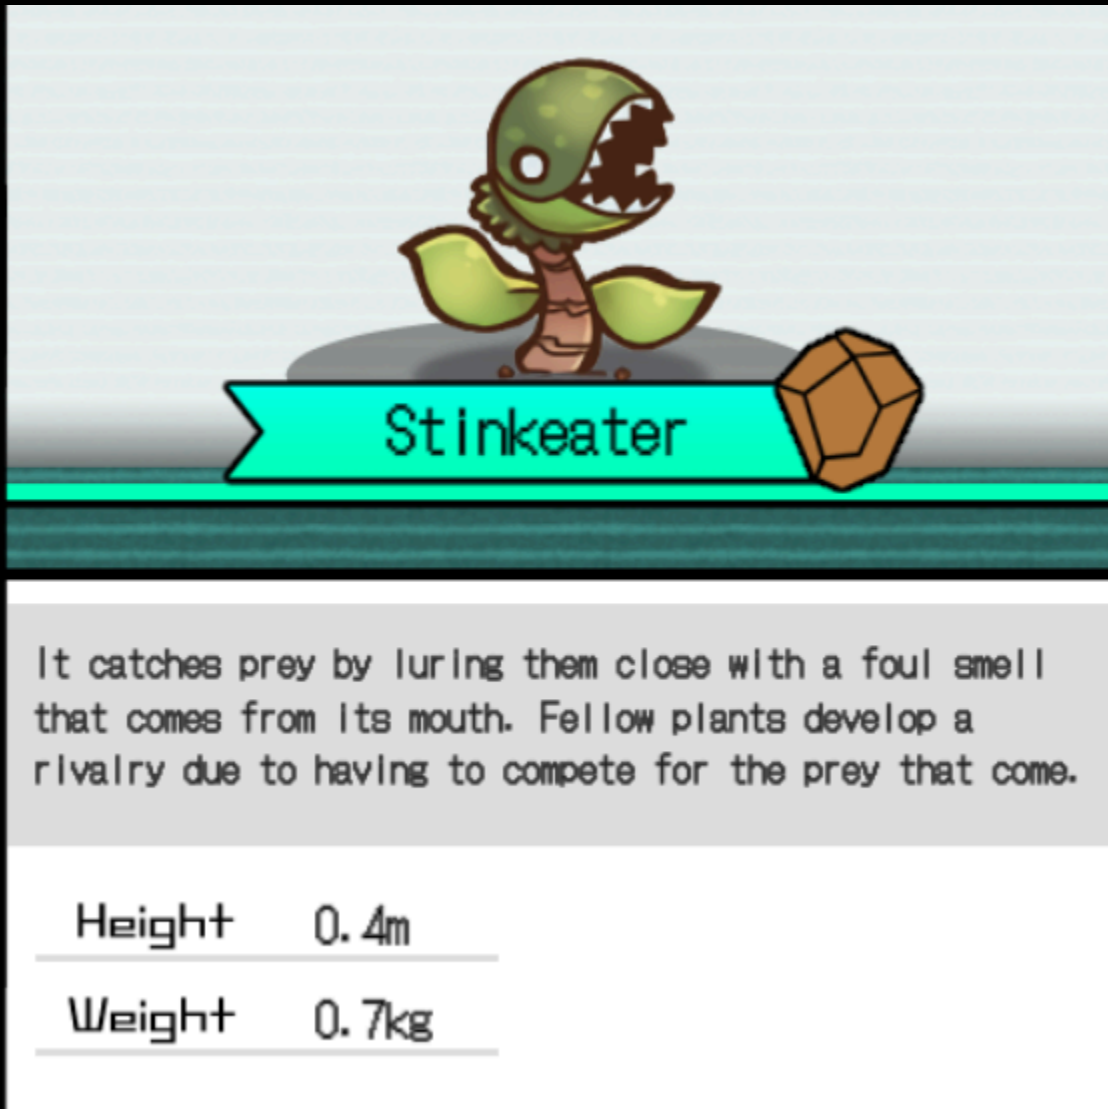 Stinkeater
It catches prey by luring them close with a foul smell
that comes from its mouth. Fellow plants develop a
rivalry due to having to compete for the prey that come.
Height 0.4m
Weight 0.7kg